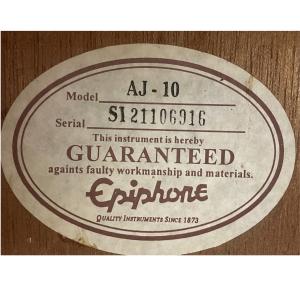 Model AJ - 10
Serial SI21106916
This instrument is hereby
GUARANTEED
againts faulty workmanship and materials.
Epiphone
QUALITY INSTRUMENTS SINCE 1873